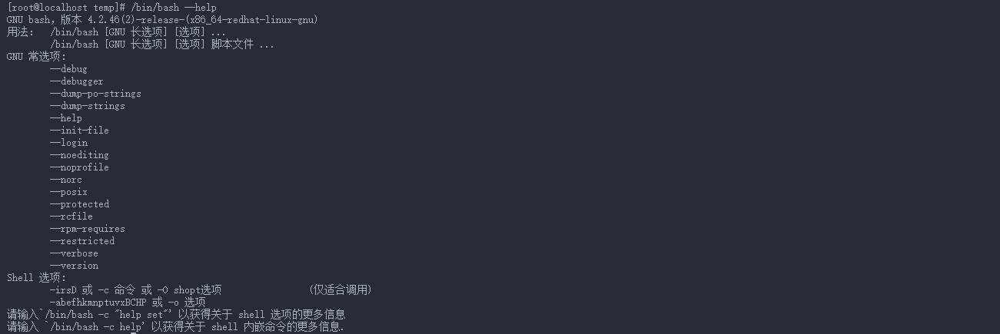 [root@localhost temp]# /bin/bash --help
GNU bash，版本 4.2.46(2)-release-(x86_64-redhat-linux-gnu)
用法:	/bin/bash [GNU 长选项] [选项] ...
	/bin/bash [GNU 长选项] [选项] 脚本文件 ...
GNU 常选项:
	--debug
	--debugger
	--dump-po-strings
	--dump-strings
	--help
	--init-file
	--login
	--noediting
	--noprofile
	--norc
	--posix
	--protected
	--rcfile
	--rpm-requires
	--restricted
	--verbose
	--version
Shell 选项:
	-irsD 或 -c 命令 或 -O shopt选项		(仅适合调用)
	-abefhkmnptuvxBCHP 或 -o 选项
请输入`/bin/bash -c "help set"' 以获得关于 shell 选项的更多信息
请输入 `/bin/bash -c help' 以获得关于 shell 内嵌命令的更多信息.